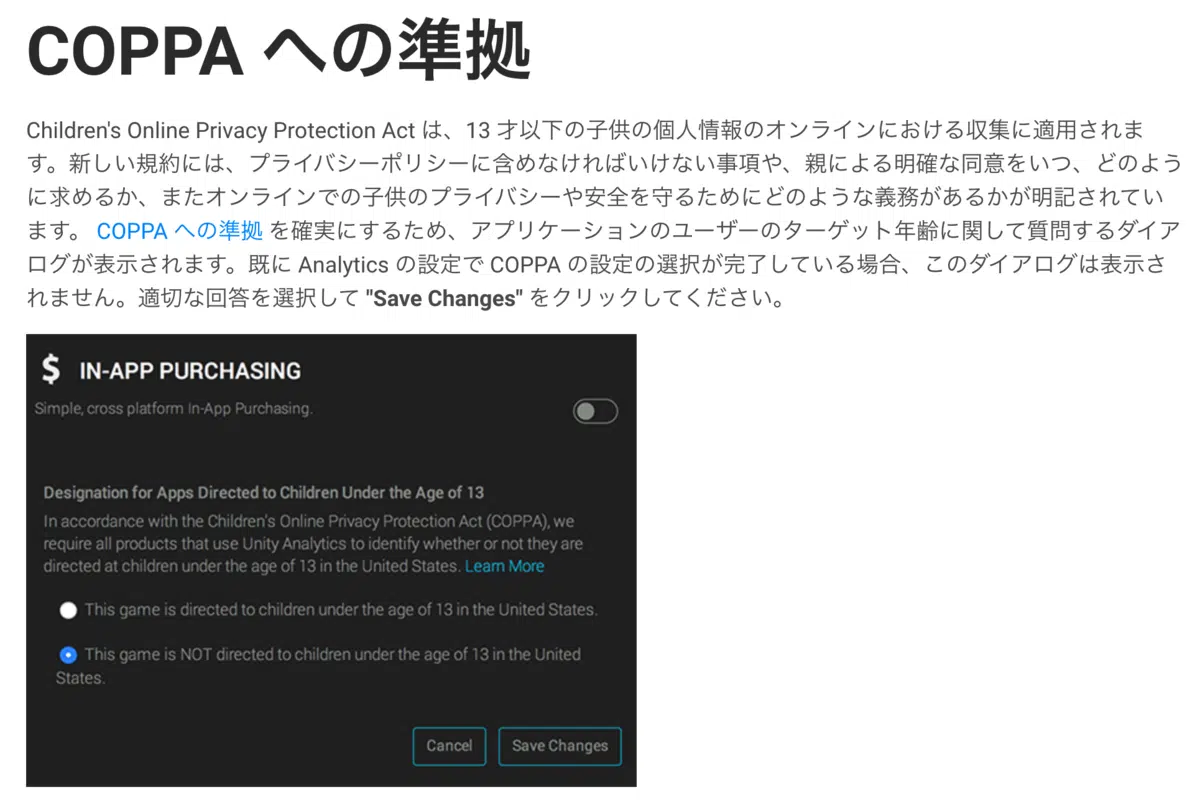 COPPA への準拠
Children's Online Privacy Protection Act は、13 才以下の子供の個人情報のオンラインにおける収集に適用されま
す。新しい規約には、プライバシーポリシーに含めなければいけない事項や、親による明確な同意をいつ、どのよう
に求めるか、またオンラインでの子供のプライバシーや安全を守るためにどのような義務があるかが明記されてい
ます。 COPPA への準拠 を確実にするため、アプリケーションのユーザーのターゲット年齢に関して質問するダイア
ログが表示されます。既に Analytics の設定で COPPA の設定の選択が完了している場合、このダイアログは表示さ
れません。適切な回答を選択して "Save Changes" をクリックしてください。
$ IN-APP PURCHASING
Simple, cross platform In-App Purchasing.
Designation for Apps Directed to Children Under the Age of 13
In accordance with the Children's Online Privacy Protection Act (COPPA), we
require all products that use Unity Analytics to identify whether or not they are
directed at children under the age of 13 in the United States. Learn More
This game is directed to children under the age of 13 in the United States.
This game is NOT directed to children under the age of 13 in the United
States.
Cancel Save Changes